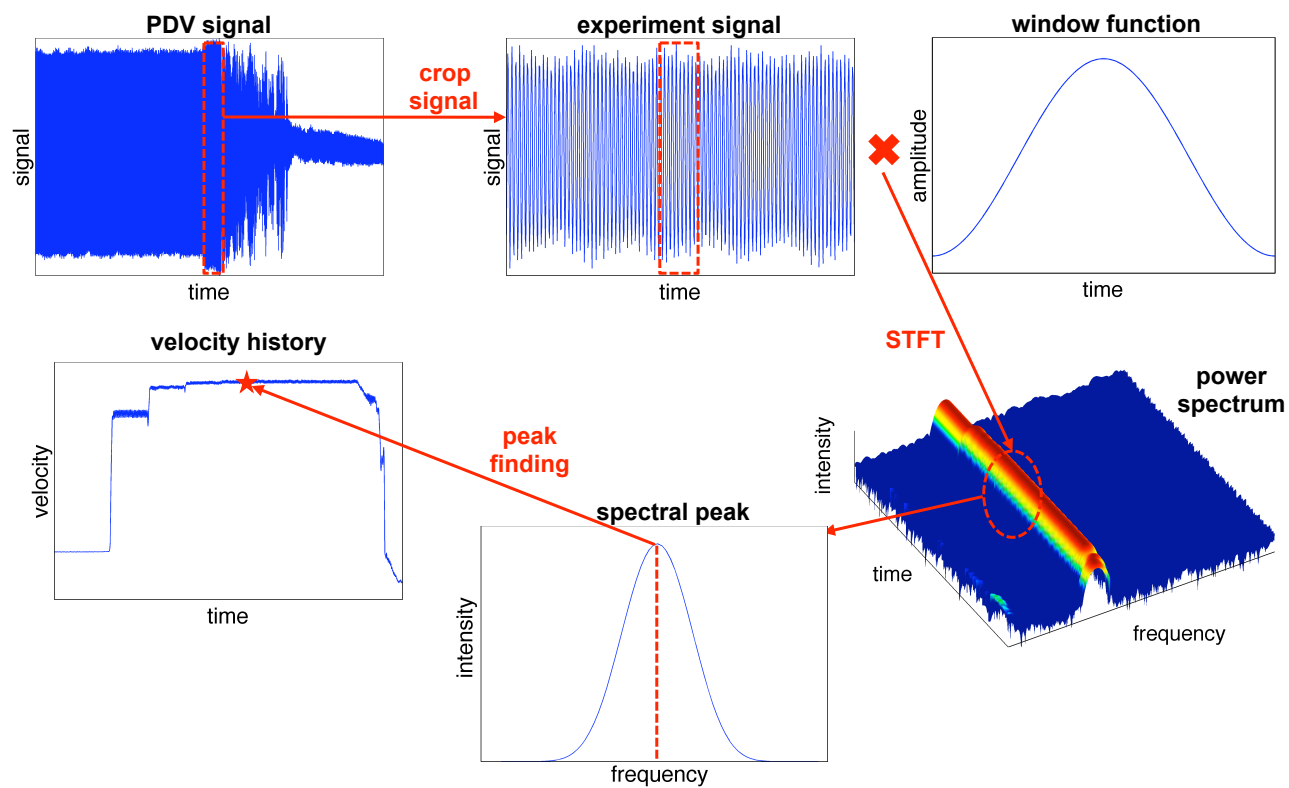 PDV signal
signal
time
crop
signal
experiment signal
signal
time
window function
amplitude
time
STFT
power
spectrum
intensity
time
frequency
spectral peak
intensity
frequency
peak
finding
velocity history
velocity
time